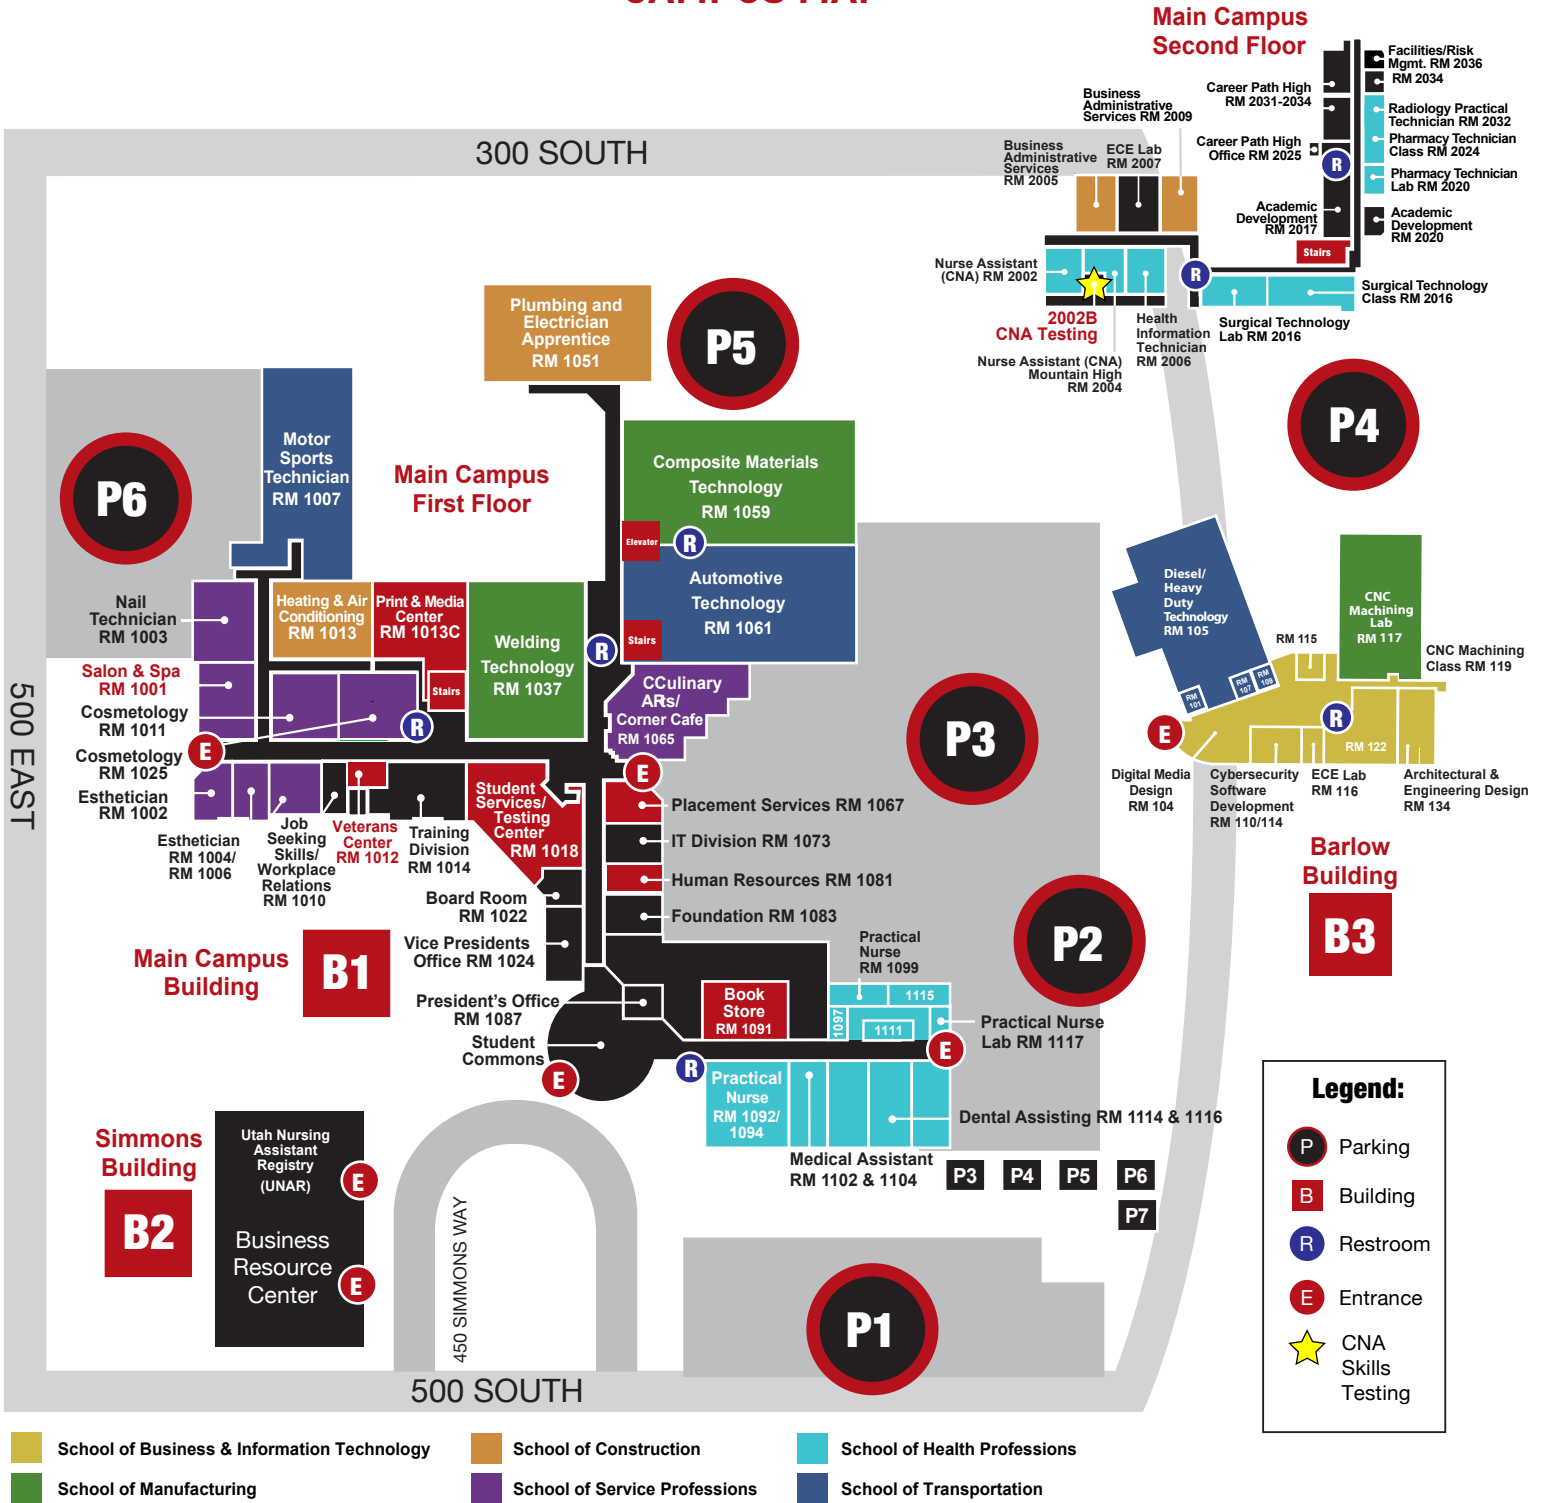 CAMPUS MAP
Main Campus
Second Floor
Facilities/Risk
Mgmt. RM 2036
RM 2034
Career Path High
RM 2031-2034
Radiology Practical
Technician RM 2032
Pharmacy Technician
Class RM 2024
Career Path High
Office RM 2025
R
Pharmacy Technician
Lab RM 2020
Academic
Development
RM 2017
Academic
Development
RM 2020
Stairs
Business
Administrative
Services RM 2009
Business
Administrative
Services
RM 2005
ECE Lab
RM 2007
Nurse Assistant
(CNA) RM 2002
R
2002B
CNA Testing
Nurse Assistant (CNA)
Mountain High
RM 2004
Health
Information
Technician
RM 2006
Surgical Technology
Lab RM 2016
Surgical Technology
Class RM 2016
300 SOUTH
500 EAST
Plumbing and
Electrician
Apprentice
RM 1051
P5
P4
P6
Motor
Sports
Technician
RM 1007
Main Campus
First Floor
Composite Materials
Technology
RM 1059
Elevator
R
Automotive
Technology
RM 1061
Stairs
R
Nail
Technician
RM 1003
Heating & Air
Conditioning
RM 1013
Print & Media
Center
RM 1013C
Welding
Technology
RM 1037
Salon & Spa
RM 1001
Stairs
Cosmetology
RM 1011
R
E
Cosmetology
RM 1025
CCulinary
ARs/
Corner Cafe
RM 1065
E
Esthetician
RM 1002
Esthetician
RM 1004/
RM 1006
Job
Seeking
Skills/
Workplace
Relations
RM 1010
Veterans
Center
RM 1012
Training
Division
RM 1014
Student
Services/
Testing
Center
RM 1018
Placement Services RM 1067
IT Division RM 1073
Human Resources RM 1081
Foundation RM 1083
Board Room
RM 1022
Vice Presidents
Office RM 1024
President's Office
RM 1087
Student
Commons
E
Main Campus
Building
B1
Book
Store
RM 1091
Practical
Nurse
RM 1099
1115
1097
1111
Practical Nurse
Lab RM 1117
E
R
Practical
Nurse
RM 1092/
1094
Dental Assisting RM 1114 & 1116
Medical Assistant
RM 1102 & 1104
P3
P2
P3
P4
P5
P6
P7
P1
Diesel/
Heavy
Duty
Technology
RM 105
RM
101
RM
107
RM
109
RM 115
CNC
Machining
Lab
RM 117
CNC Machining
Class RM 119
E
R
RM 122
Digital Media
Design
RM 104
Cybersecurity
Software
Development
RM 110/114
ECE Lab
RM 116
Architectural &
Engineering Design
RM 134
Barlow
Building
B3
Simmons
Building
B2
Utah Nursing
Assistant
Registry
(UNAR)
E
Business
Resource
Center
E
450 SIMMONS WAY
500 SOUTH
Legend:
P Parking
B Building
R Restroom
E Entrance
CNA
Skills
Testing
School of Business & Information Technology
School of Construction
School of Health Professions
School of Manufacturing
School of Service Professions
School of Transportation